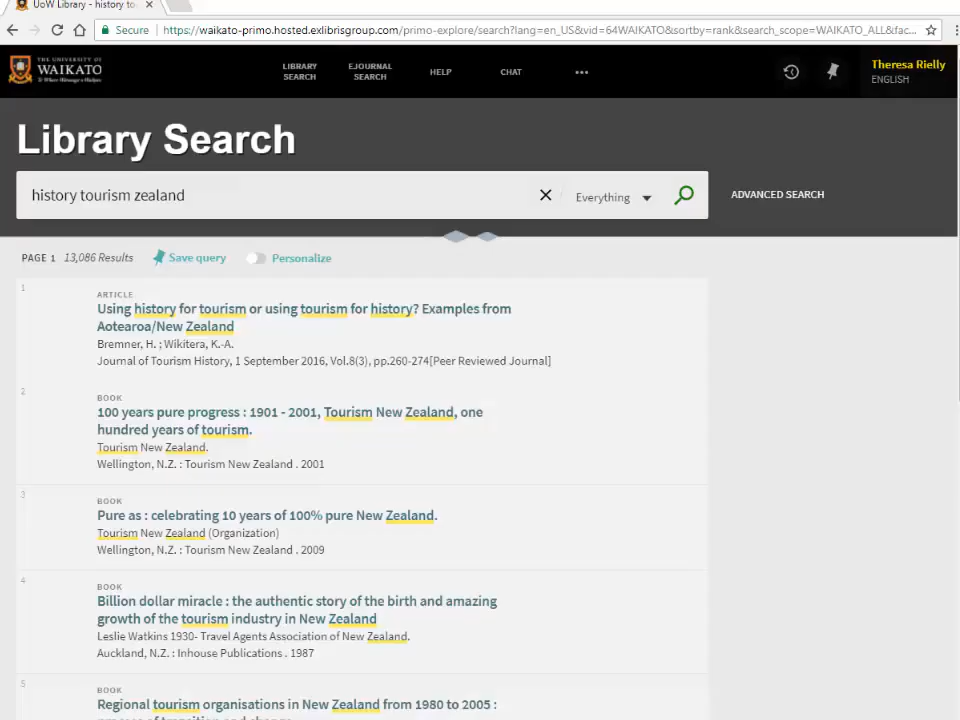 UoW Library - history to
Secure
https://waikato-primo.hosted.exlibrisgroup.com/primo-explore/search?lang=en_US&vid=64WAIKATO&sortby=rank&search_scope=WAIKATO_ALL&fac...
THE UNIVERSITY OF
WAIKATO
Te Whare Wānanga o Waikato
LIBRARY SEARCH
EJOURNAL SEARCH
HELP
CHAT
Theresa Rielly
ENGLISH
Library Search
history tourism zealand
Everything
ADVANCED SEARCH
PAGE 1 13,086 Results Save query Personalize
1
ARTICLE
Using history for tourism or using tourism for history? Examples from
Aotearoa/New Zealand
Bremner, H. ; Wikitera, K.-A.
Journal of Tourism History, 1 September 2016, Vol.8(3), pp.260-274[Peer Reviewed Journal]
2
BOOK
100 years pure progress : 1901 - 2001, Tourism New Zealand, one
hundred years of tourism.
Tourism New Zealand.
Wellington, N.Z. : Tourism New Zealand . 2001
3
BOOK
Pure as : celebrating 10 years of 100% pure New Zealand.
Tourism New Zealand (Organization)
Wellington, N.Z. : Tourism New Zealand . 2009
4
BOOK
Billion dollar miracle : the authentic story of the birth and amazing
growth of the tourism industry in New Zealand
Leslie Watkins 1930- Travel Agents Association of New Zealand.
Auckland, N.Z. : Inhouse Publications . 1987
5
BOOK
Regional tourism organisations in New Zealand from 1980 to 2005 :
process of transition and change